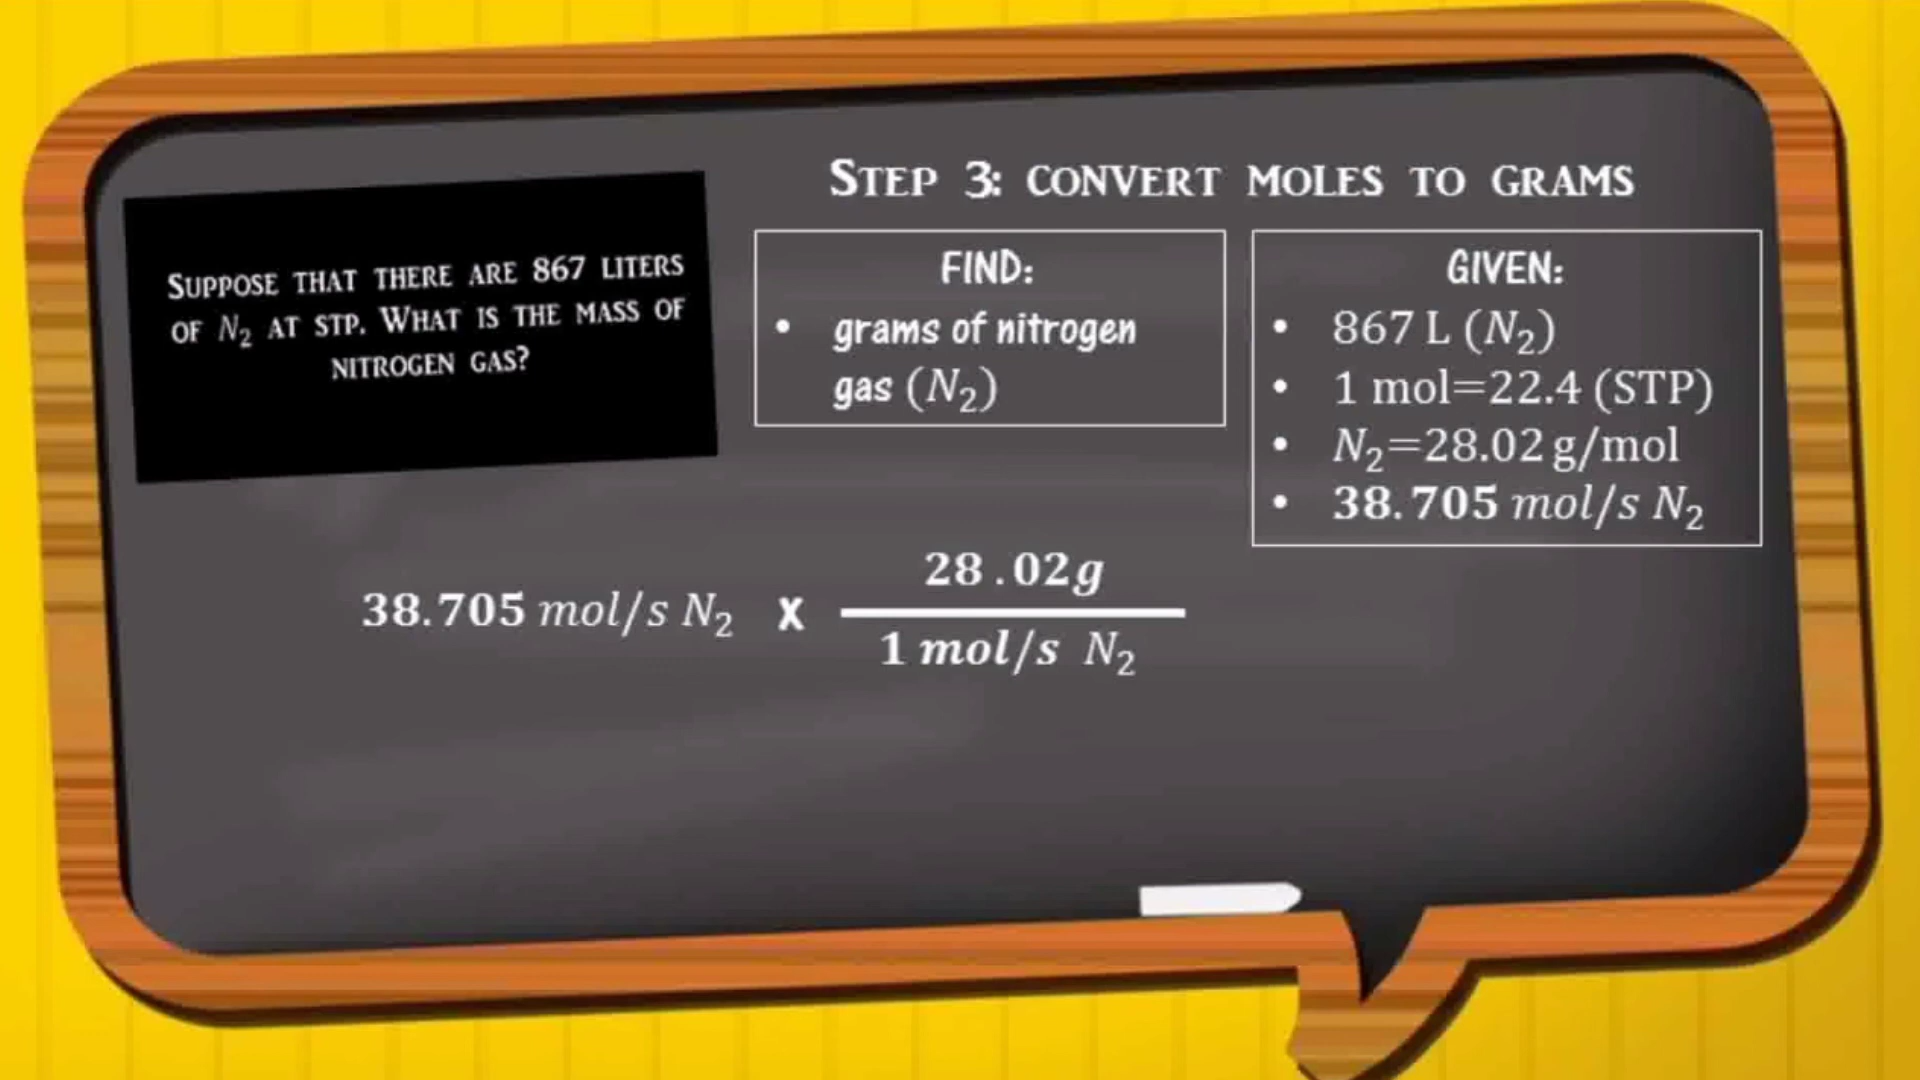 SUPPOSE THAT THERE ARE 867 LITERS
OF N₂ AT STP. WHAT IS THE MASS OF
NITROGEN GAS?
STEP 3: CONVERT MOLES TO GRAMS
FIND:
• grams of nitrogen
gas (N₂)
GIVEN:
• 867 L (N₂)
• 1 mol=22.4 (STP)
• N₂=28.02 g/mol
• 38.705 mol/s N₂
38.705 mol/s N₂ x
28.02g
1 mol/s N₂